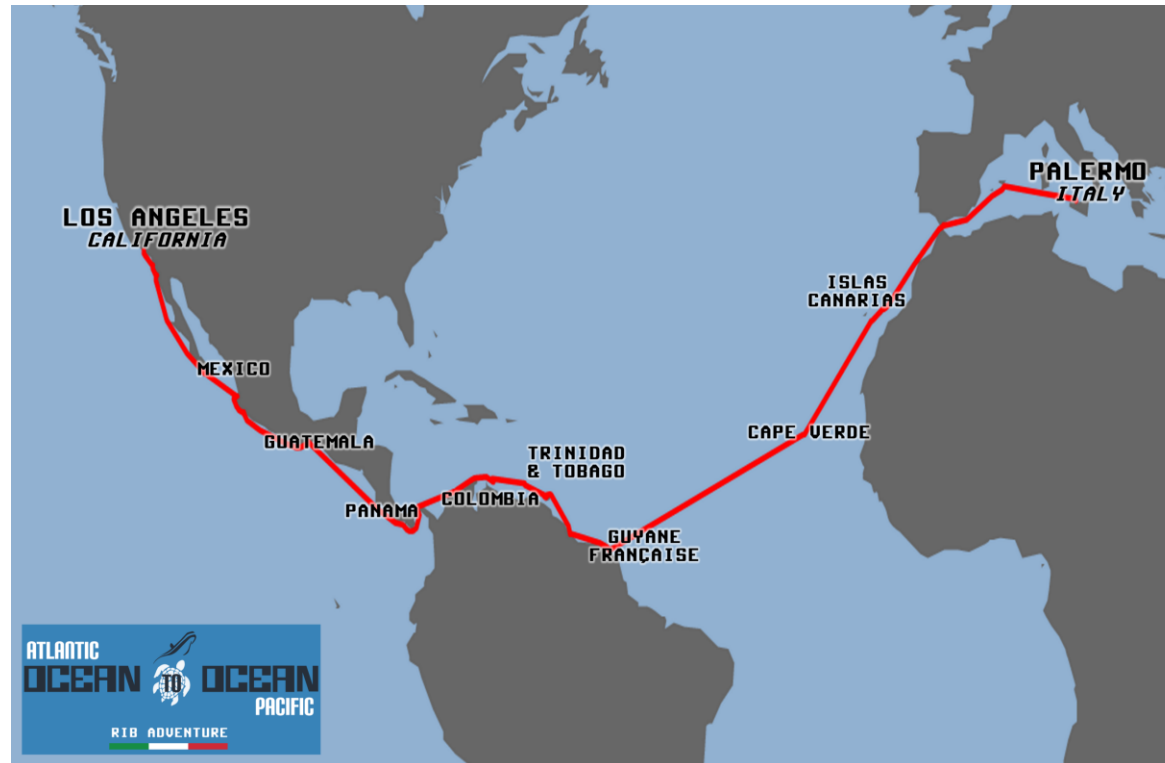 PALERMO
ITALY
LOS ANGELES
CALIFORNIA
ISLAS
CANARIAS
MEXICO
CAPE VERDE
GUATEMALA
TRINIDAD
& TOBAGO
PANAMA
COLOMBIA
GUYANE
FRANÇAISE
ATLANTIC
OCEAN TO OCEAN
PACIFIC
RIB ADVENTURE